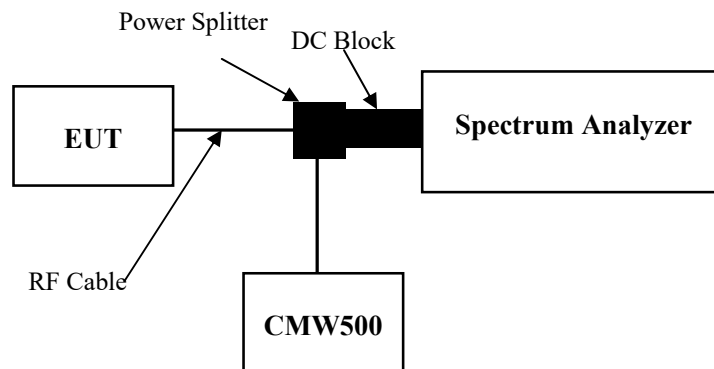 Power Splitter
DC Block
EUT
Spectrum Analyzer
RF Cable
CMW500